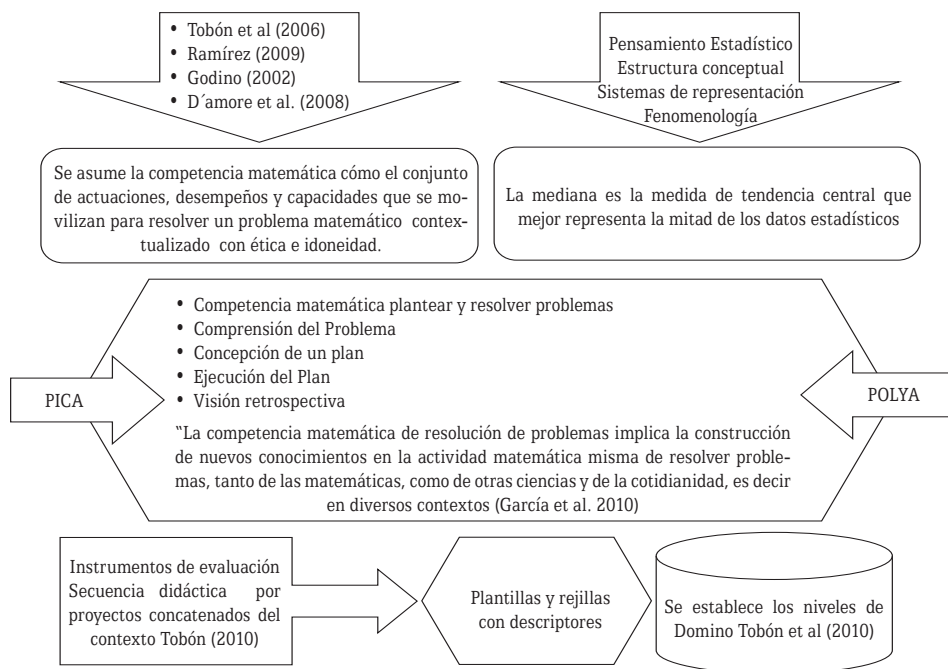 • Tobón et al (2006)
• Ramírez (2009)
• Godino (2002)
• D´amore et al. (2008)
Pensamiento Estadístico
Estructura conceptual
Sistemas de representación
Fenomenología
Se asume la competencia matemática cómo el conjunto
de actuaciones, desempeños y capacidades que se mo-
vilizan para resolver un problema matemático contex-
tualizado con ética e idoneidad.
La mediana es la medida de tendencia central que
mejor representa la mitad de los datos estadísticos
• Competencia matemática plantear y resolver problemas
• Comprensión del Problema
• Concepción de un plan
• Ejecución del Plan
• Visión retrospectiva
PICA
POLYA
“La competencia matemática de resolución de problemas implica la construcción
de nuevos conocimientos en la actividad matemática misma de resolver proble-
mas, tanto de las matemáticas, como de otras ciencias y de la cotidianidad, es decir
en diversos contextos (García et al. 2010)
Instrumentos de evaluación
Secuencia didáctica por
proyectos concatenados del
contexto Tobón (2010)
Plantillas y rejillas
con descriptores
Se establece los niveles de
Domino Tobón et al (2010)